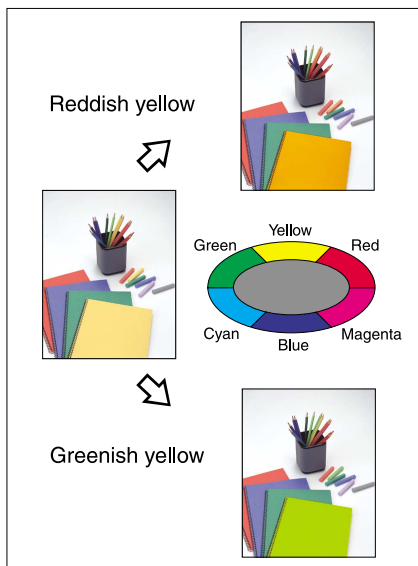 Reddish yellow
Yellow
Green
Red
Cyan
Magenta
Blue
Greenish yellow